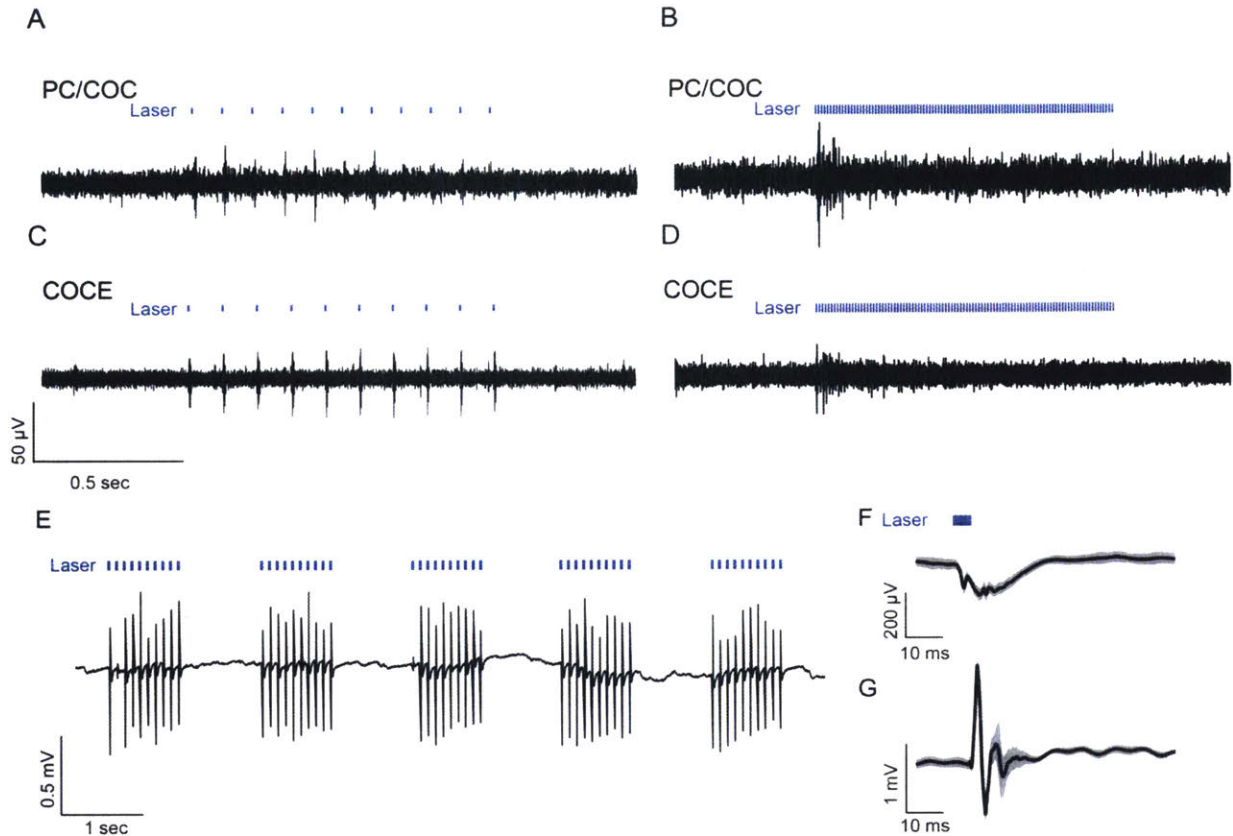 A
B
PC/COC
Laser
PC/COC
Laser
C
D
COCE
Laser
COCE
Laser
50 µV
0.5 sec
E
Laser
0.5 mV
1 sec
F Laser
200 µV
10 ms
G
1 mV
10 ms